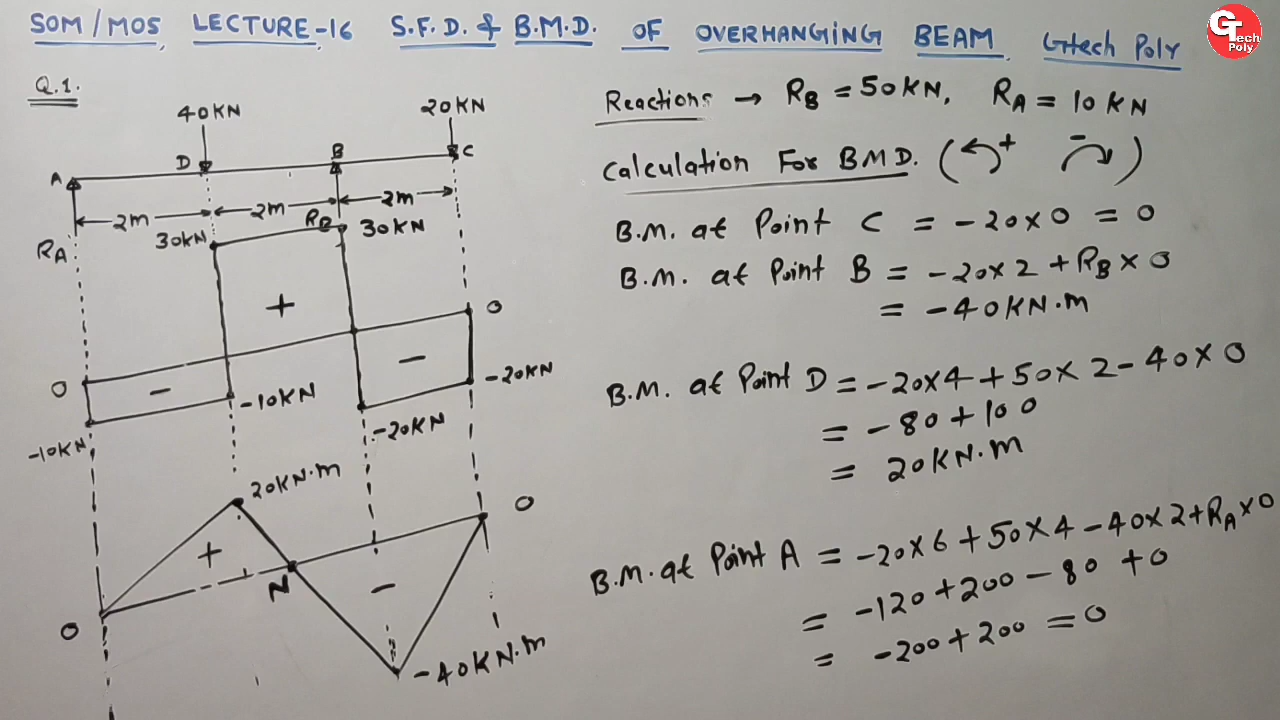 SOM/MOS LECTURE-16 S.F.D. & B.M.D. OF OVERHANGING BEAM. Gtech Poly
Gtech Poly
Q.1.
40KN
20KN
A
D
B
C
2m
2m
2m
RA
RB
30KN
30KN
+
0
0
-
-
-10KN
-10KN
-20KN
-20KN
20KN.m
0
+
N
-
0
-40KN.m
Reactions → RB = 50KN, RA = 10KN
Calculation For BMD. ( + - )
B.M. at Point C = -20×0 = 0
B.M. at Point B = -20×2 + RB×0
= -40KN.m
B.M. at Point D = -20×4 + 50×2 - 40×0
= -80+100
= 20KN.m
B.M. at Point A = -20×6 + 50×4 - 40×2 + RA×0
= -120+200-80+0
= -200+200 = 0